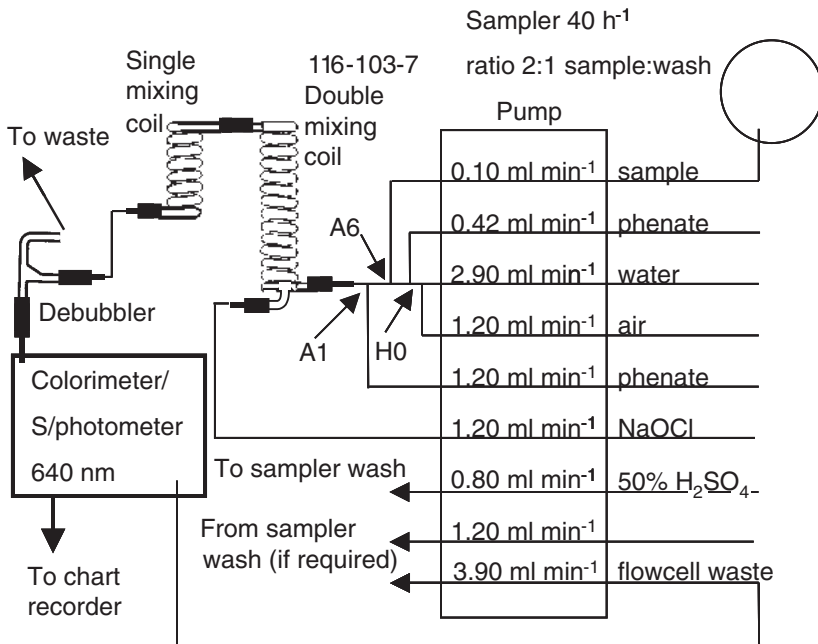 Sampler 40 h-1
ratio 2:1 sample:wash
Single
mixing
coil
116-103-7
Double
mixing
coil
Pump
To waste
0.10 ml min-1 sample
A6
0.42 ml min-1 phenate
2.90 ml min-1 water
Debubbler
A1
H0
1.20 ml min-1 air
1.20 ml min-1 phenate
Colorimeter/
S/photometer
640 nm
1.20 ml min-1 NaOCl
To sampler wash
0.80 ml min-1 50% H2SO4
From sampler
wash (if required)
1.20 ml min-1
3.90 ml min-1 flowcell waste
To chart
recorder